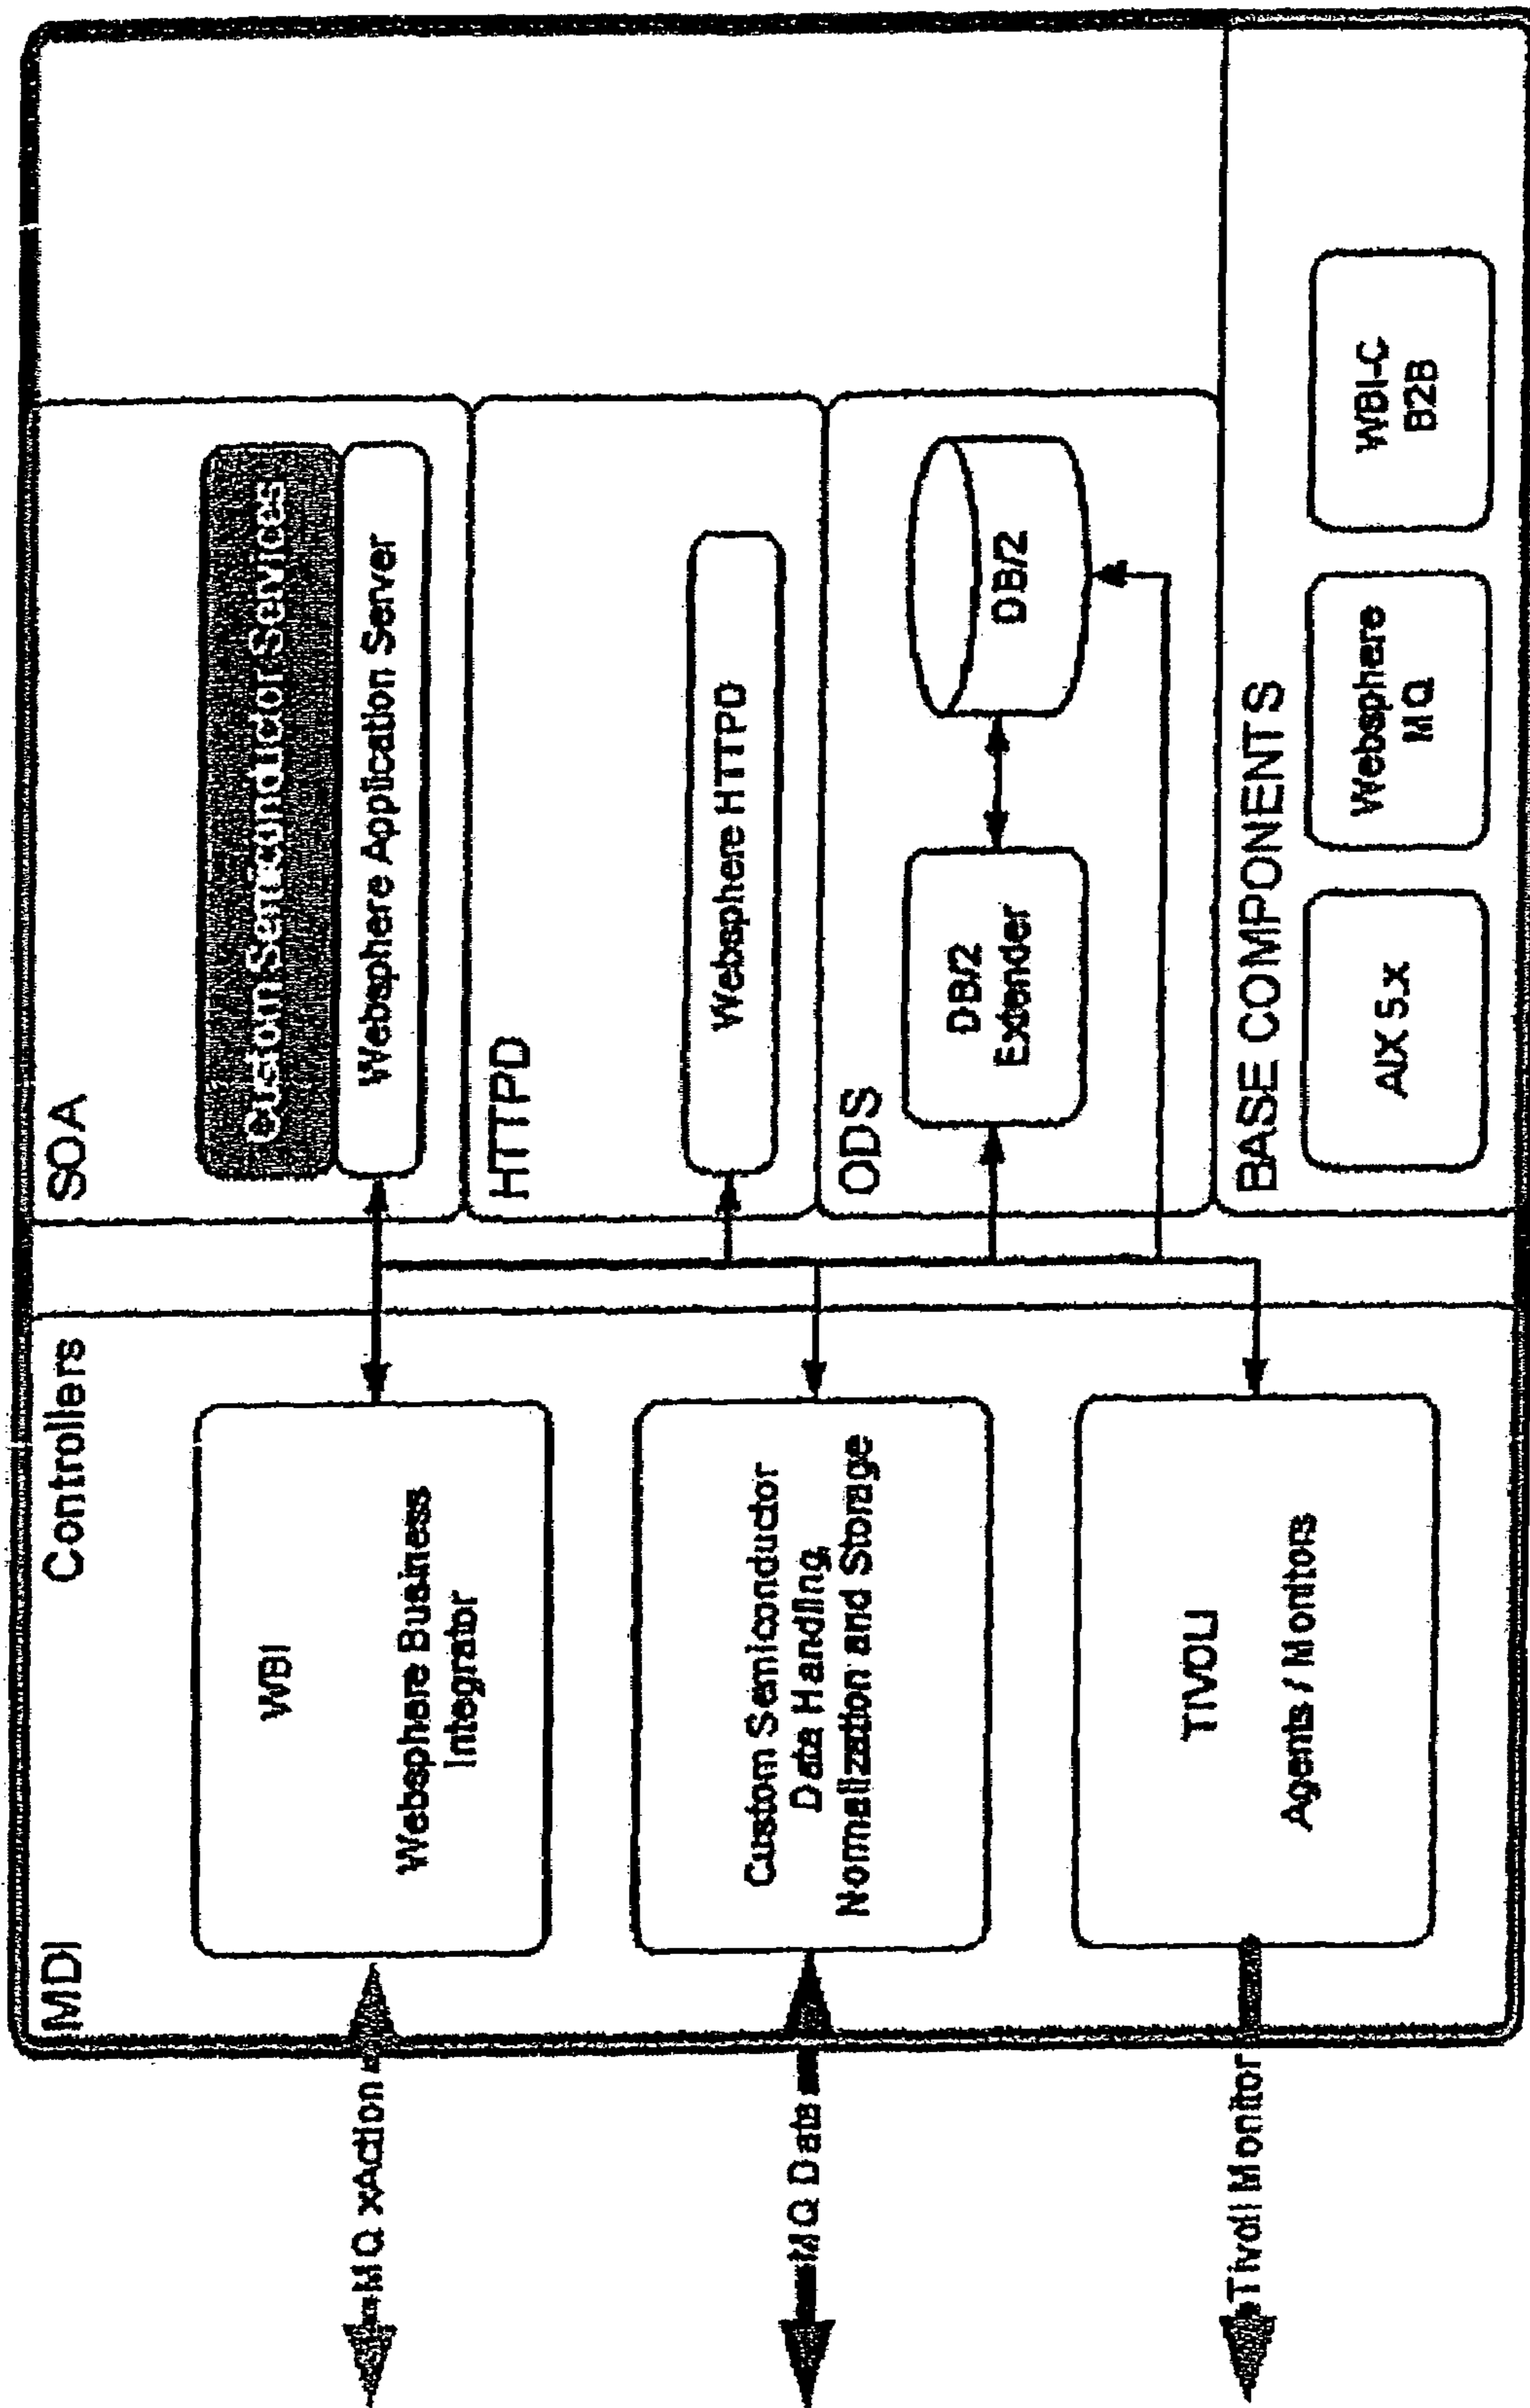 MDI
Controllers
SOA
MQ xAction
WBI
Websphere Business
Integrator
Custom Semiconductor Services
Websphere Application Server
HTTPD
Websphere HTTPD
MQ Data
Custom Semiconductor
Data Handling,
Normalization and Storage
ODS
DB/2
Extender
DB/2
Tivoli Monitor
TIVOLI
Agents / Monitors
BASE COMPONENTS
AIX 5.x
Websphere
MQ
WBI-C
B2B